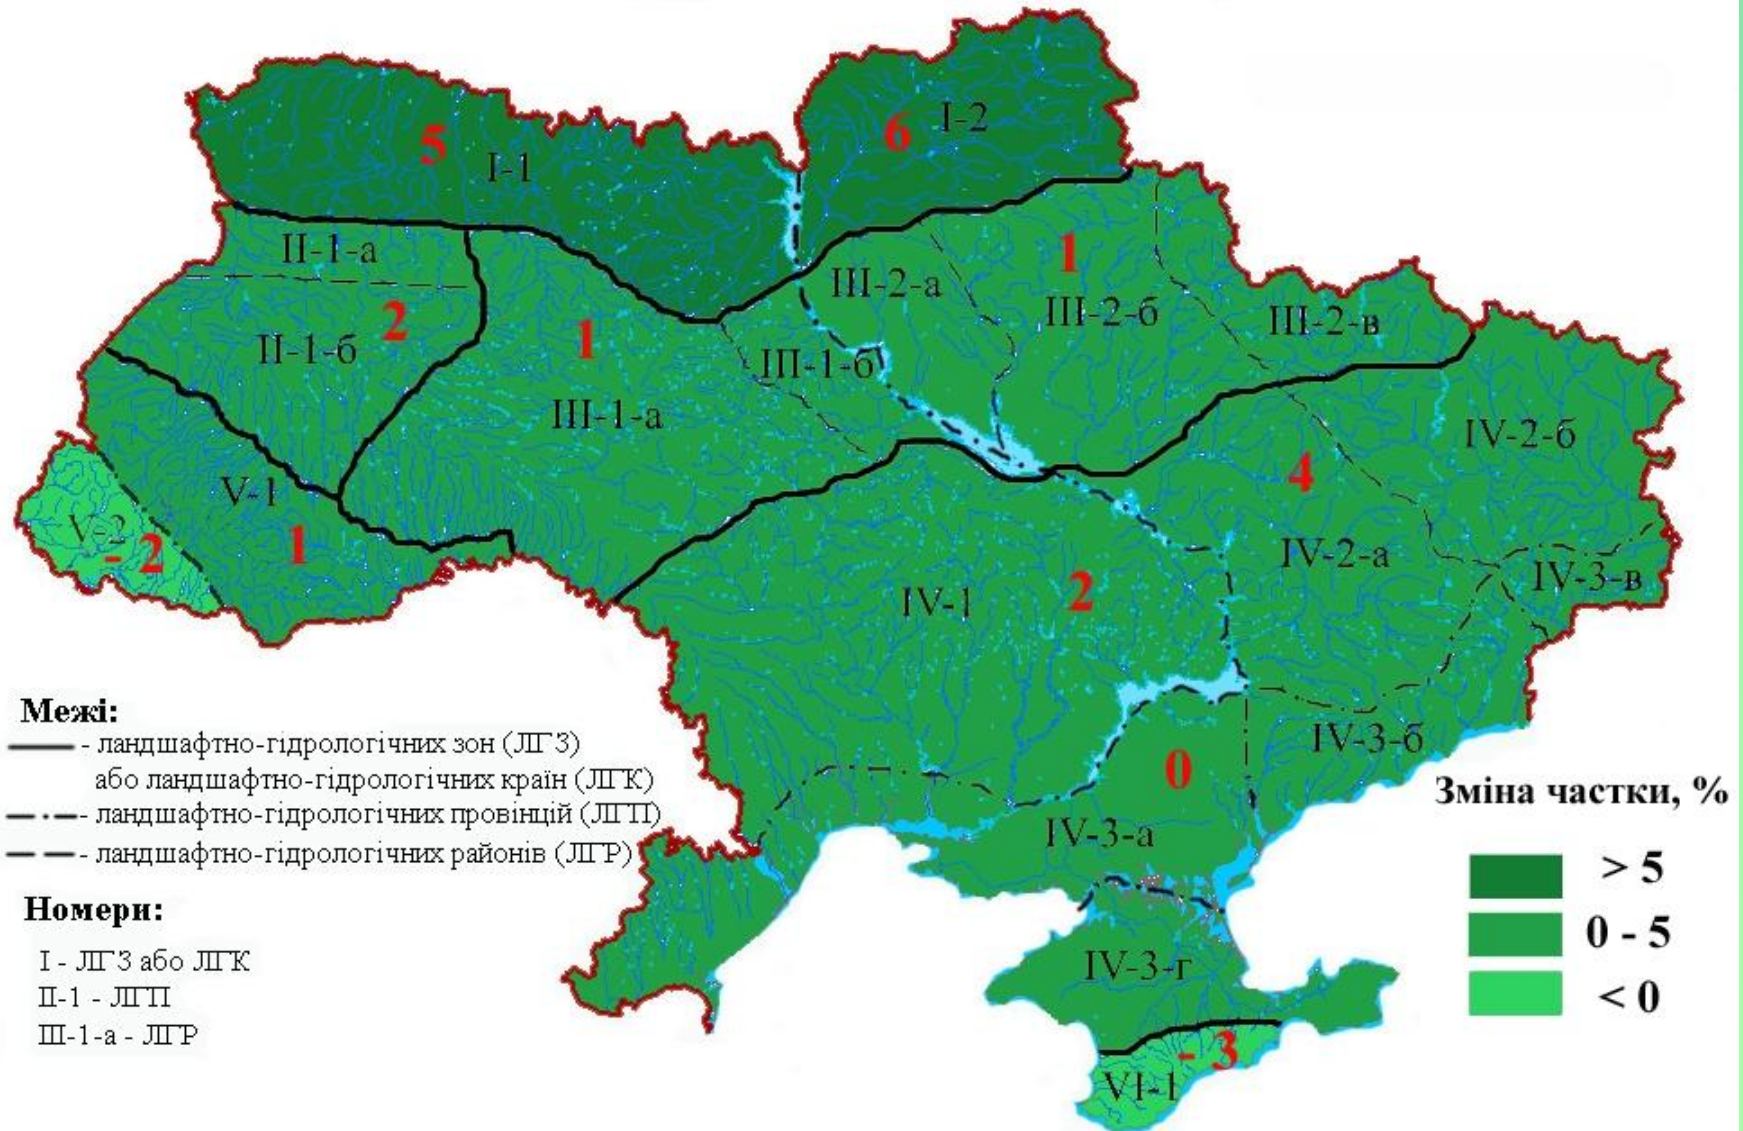 I-2
6
5
I-1
II-1-а
1
2
II-1-б
1
III-2-а
III-2-б
III-2-в
III-1-б
III-1-а
IV-2-б
4
V-1
V-2
- 2
1
IV-2-а
IV-3-в
IV-1
2
IV-3-б
0
IV-3-а
IV-3-г
- 3
VI-1
Межі:
- ландшафтно-гідрологічних зон (ЛГЗ)
або ландшафтно-гідрологічних країн (ЛГК)
- ландшафтно-гідрологічних провінцій (ЛГП)
- ландшафтно-гідрологічних районів (ЛГР)
Номери:
I - ЛГЗ або ЛГК
II-1 - ЛГП
III-1-а - ЛГР
Зміна частки, %
> 5
0 - 5
< 0